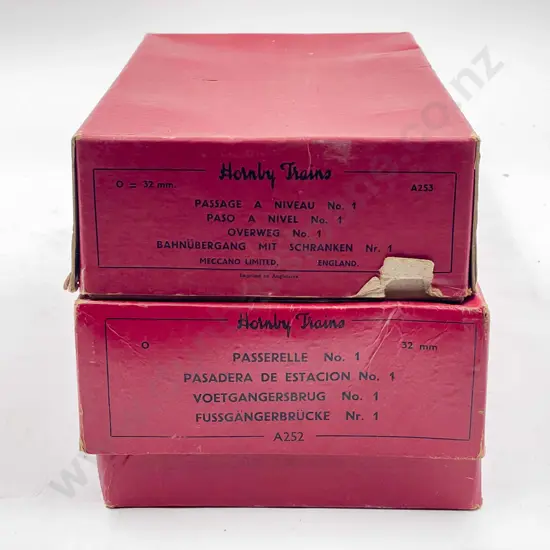 Hornby Trains
O = 32 mm. A253
PASSAGE A NIVEAU No. 1
PASO A NIVEL No. 1
OVERWEG No. 1
BAHNÜBERGANG MIT SCHRANKEN Nr. 1
MECCANO LIMITED, ENGLAND.
Hornby Trains
O 32 mm
PASSERELLE No. 1
PASADERA DE ESTACION No. 1
VOETGANGERSBRUG No. 1
FUSSGÄNGERBRÜCKE Nr. 1
A252